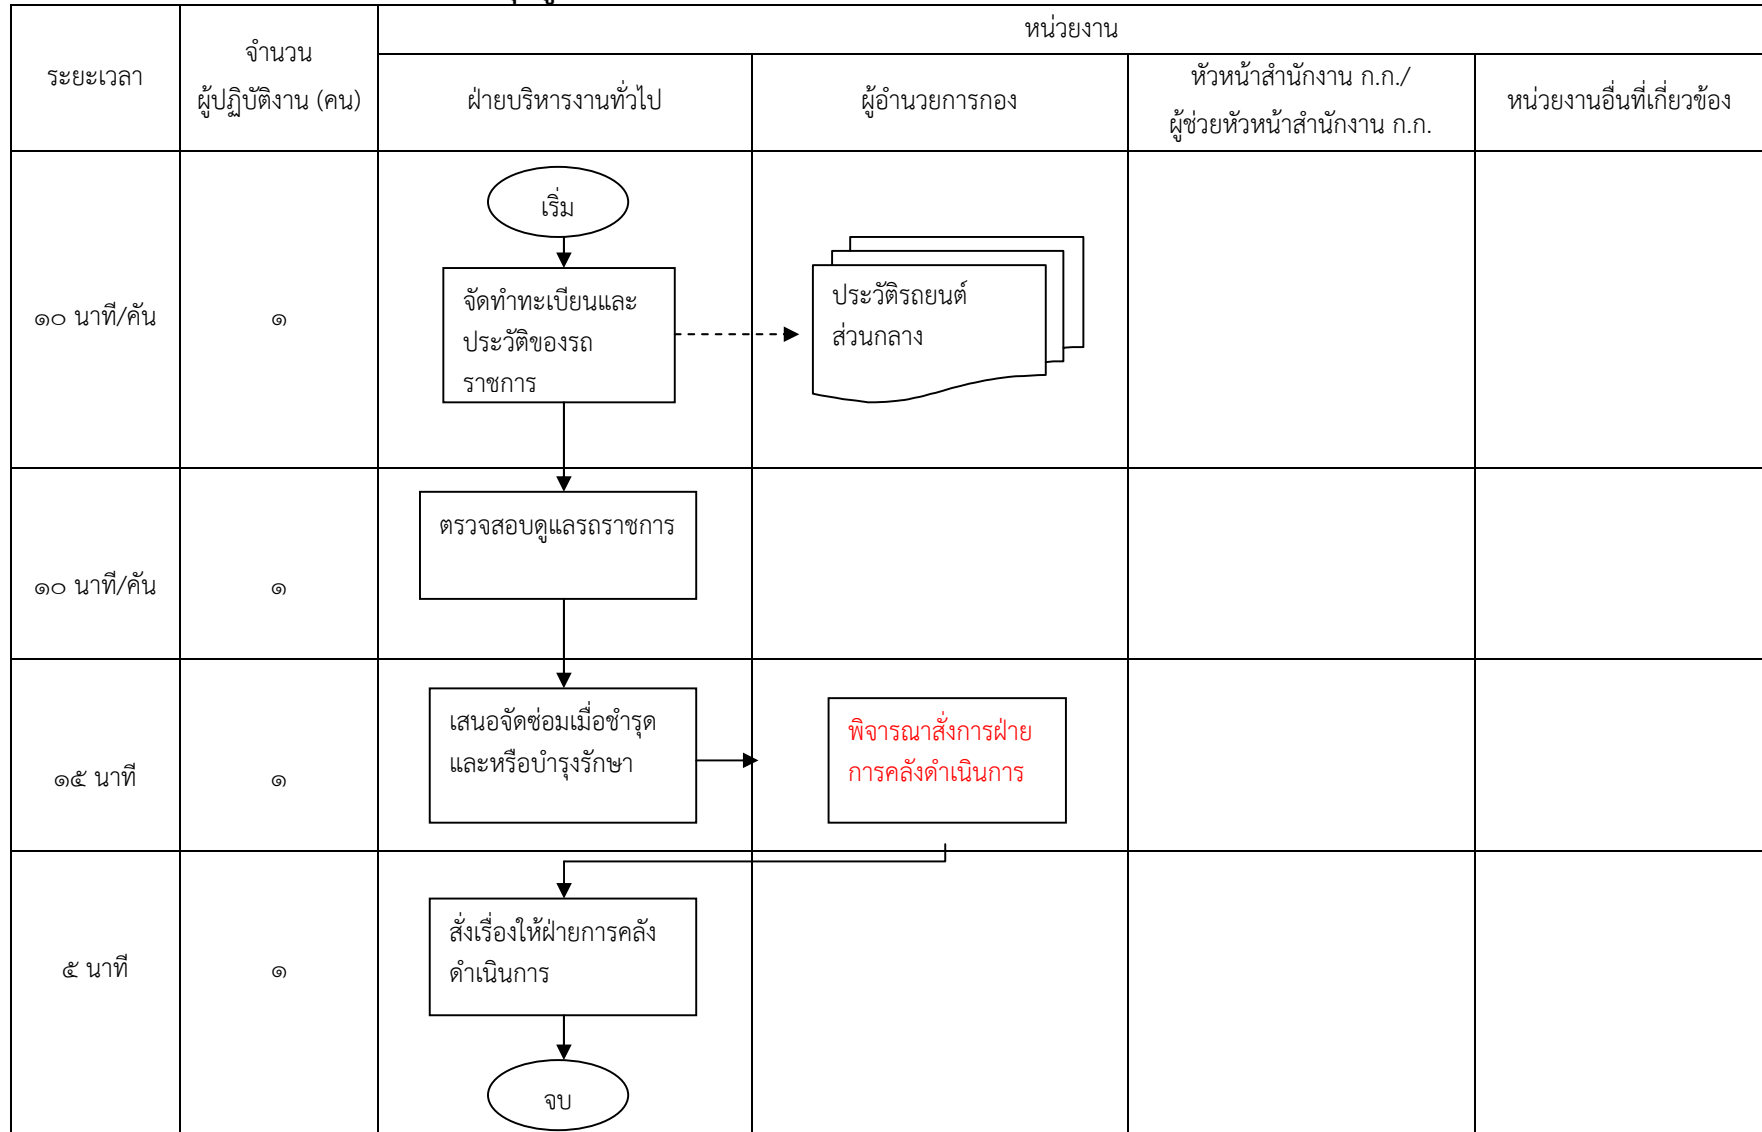 หน่วยงาน
ระยะเวลา
จำนวน
ผู้ปฏิบัติงาน (คน)
ฝ่ายบริหารงานทั่วไป
ผู้อำนวยการกอง
หัวหน้าสำนักงาน ก.ก./
ผู้ช่วยหัวหน้าสำนักงาน ก.ก.
หน่วยงานอื่นที่เกี่ยวข้อง
เริ่ม
๑๐ นาที/คัน
๑
จัดทำทะเบียนและ
ประวัติของรถ
ราชการ
ประวัติรถยนต์
ส่วนกลาง
ตรวจสอบดูแลรถราชการ
๑๐ นาที/คัน
๑
เสนอจัดซ่อมเมื่อชำรุด
และหรือบำรุงรักษา
พิจารณาสั่งการฝ่าย
การคลังดำเนินการ
๑๕ นาที
๑
สั่งเรื่องให้ฝ่ายการคลัง
ดำเนินการ
๕ นาที
๑
จบ